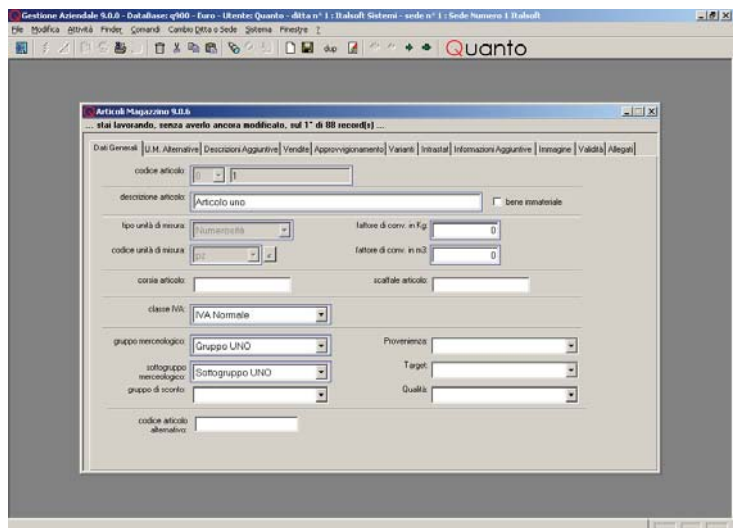 Gestione Aziendale 9.0.0 - DataBase: q900 - Euro - Utente: Quanto - ditta n° 1 : Italsoft Sistemi - sede n° 1 : Sede Numero 1 Italsoft
File Modifica Attività Finder Comandi Cambio Ditta o Sede Sistema Finestre ?
dup Quanto
Articoli Magazzino 9.0.6
... stai lavorando, senza averlo ancora modificato, sul 1° di 88 record(s) ...
Dati Generali U.M. Alternative Descrizioni Aggiuntive Vendite Approvvigionamento Varianti Intrastat Informazioni Aggiuntive Immagine Validità Allegati
codice articolo: 0 1
descrizione articolo: Articolo uno bene immateriale
tipo unità di misura: Numerosità fattore di conv. in Kg: 0
codice unità di misura: pz < fattore di conv. in m3: 0
corsia articolo: scaffale articolo:
classe IVA: IVA Normale
gruppo merceologico: Gruppo UNO Provenienza:
sottogruppo merceologico: Sottogruppo UNO Target:
gruppo di sconto: Qualità:
codice articolo
alternativo: